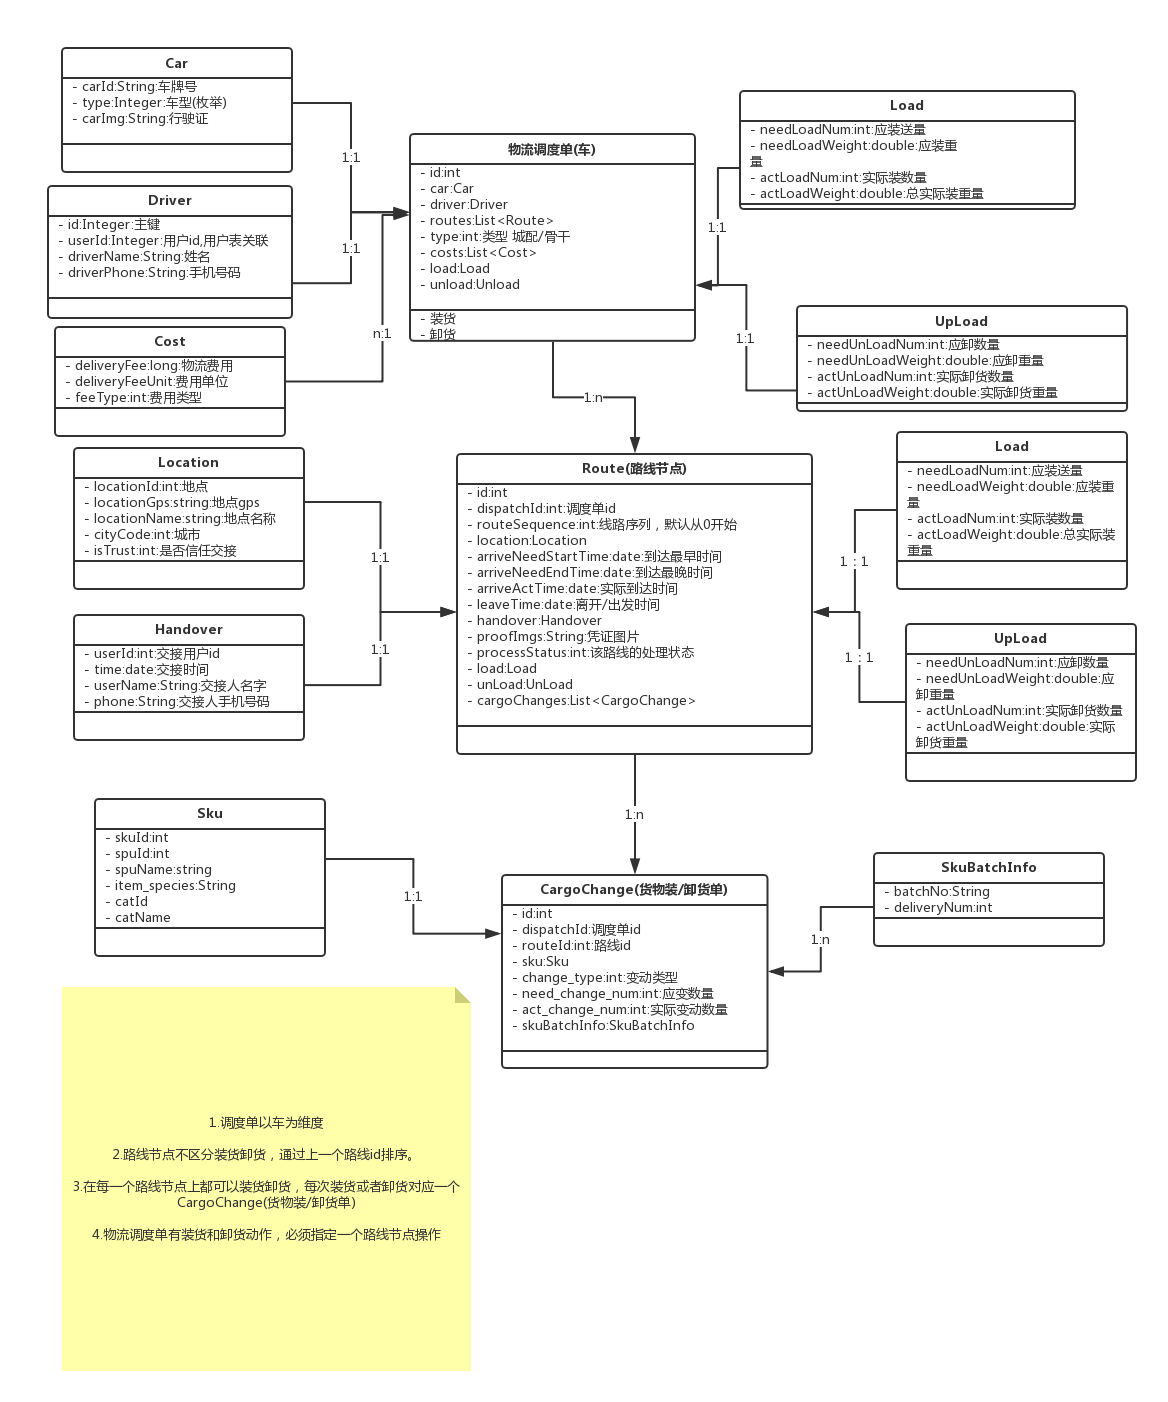 Car
- carId:String:车牌号
- type:Integer:车型(枚举)
- carImg:String:行驶证
1:1
Driver
- id:Integer:主键
- userId:Integer:用户id,用户表关联
- driverName:String:姓名
- driverPhone:String:手机号码
1:1
Cost
- deliveryFee:long:物流费用
- deliveryFeeUnit:费用单位
- feeType:int:费用类型
n:1
物流调度单(车)
- id:int
- car:Car
- driver:Driver
- routes:List<Route>
- type:int:类型 城配/骨干
- costs:List<Cost>
- load:Load
- unload:Unload
- 装货
- 卸货
Load
- needLoadNum:int:应装送量
- needLoadWeight:double:应装重
量
- actLoadNum:int:实际装数量
- actLoadWeight:double:总实际装重量
1:1
UpLoad
- needUnLoadNum:int:应卸数量
- needUnLoadWeight:double:应卸重量
- actUnLoadNum:int:实际卸货数量
- actUnLoadWeight:double:实际卸货重量
1:1
1:n
Location
- locationId:int:地点
- locationGps:string:地点gps
- locationName:string:地点名称
- cityCode:int:城市
- isTrust:int:是否信任交接
1:1
Handover
- userId:int:交接用户id
- time:date:交接时间
- userName:String:交接人名字
- phone:String:交接人手机号码
1:1
Route(路线节点)
- id:int
- dispatchId:int:调度单id
- routeSequence:int:线路序列，默认从0开始
- location:Location
- arriveNeedStartTime:date:到达最早时间
- arriveNeedEndTime:date:到达最晚时间
- arriveActTime:date:实际到达时间
- leaveTime:date:离开/出发时间
- handover:Handover
- proofImgs:String:凭证图片
- processStatus:int:该路线的处理状态
- load:Load
- unLoad:UnLoad
- cargoChanges:List<CargoChange>
Load
- needLoadNum:int:应装送量
- needLoadWeight:double:应装重
量
- actLoadNum:int:实际装数量
- actLoadWeight:double:总实际装
重量
1：1
UpLoad
- needUnLoadNum:int:应卸数量
- needUnLoadWeight:double:应
卸重量
- actUnLoadNum:int:实际卸货数量
- actUnLoadWeight:double:实际
卸货重量
1：1
1:n
Sku
- skuId:int
- spuId:int
- spuName:string
- item_species:String
- catId
- catName
1:1
CargoChange(货物装/卸货单)
- id:int
- dispatchId:调度单id
- routeId:int:路线id
- sku:Sku
- change_type:int:变动类型
- need_change_num:int:应变数量
- act_change_num:int:实际变动数量
- skuBatchInfo:SkuBatchInfo
SkuBatchInfo
- batchNo:String
- deliveryNum:int
1:n
1.调度单以车为维度
2.路线节点不区分装货卸货，通过上一个路线id排序。
3.在每一个路线节点上都可以装货卸货，每次装货或者卸货对应一个
CargoChange(货物装/卸货单)
4.物流调度单有装货和卸货动作，必须指定一个路线节点操作